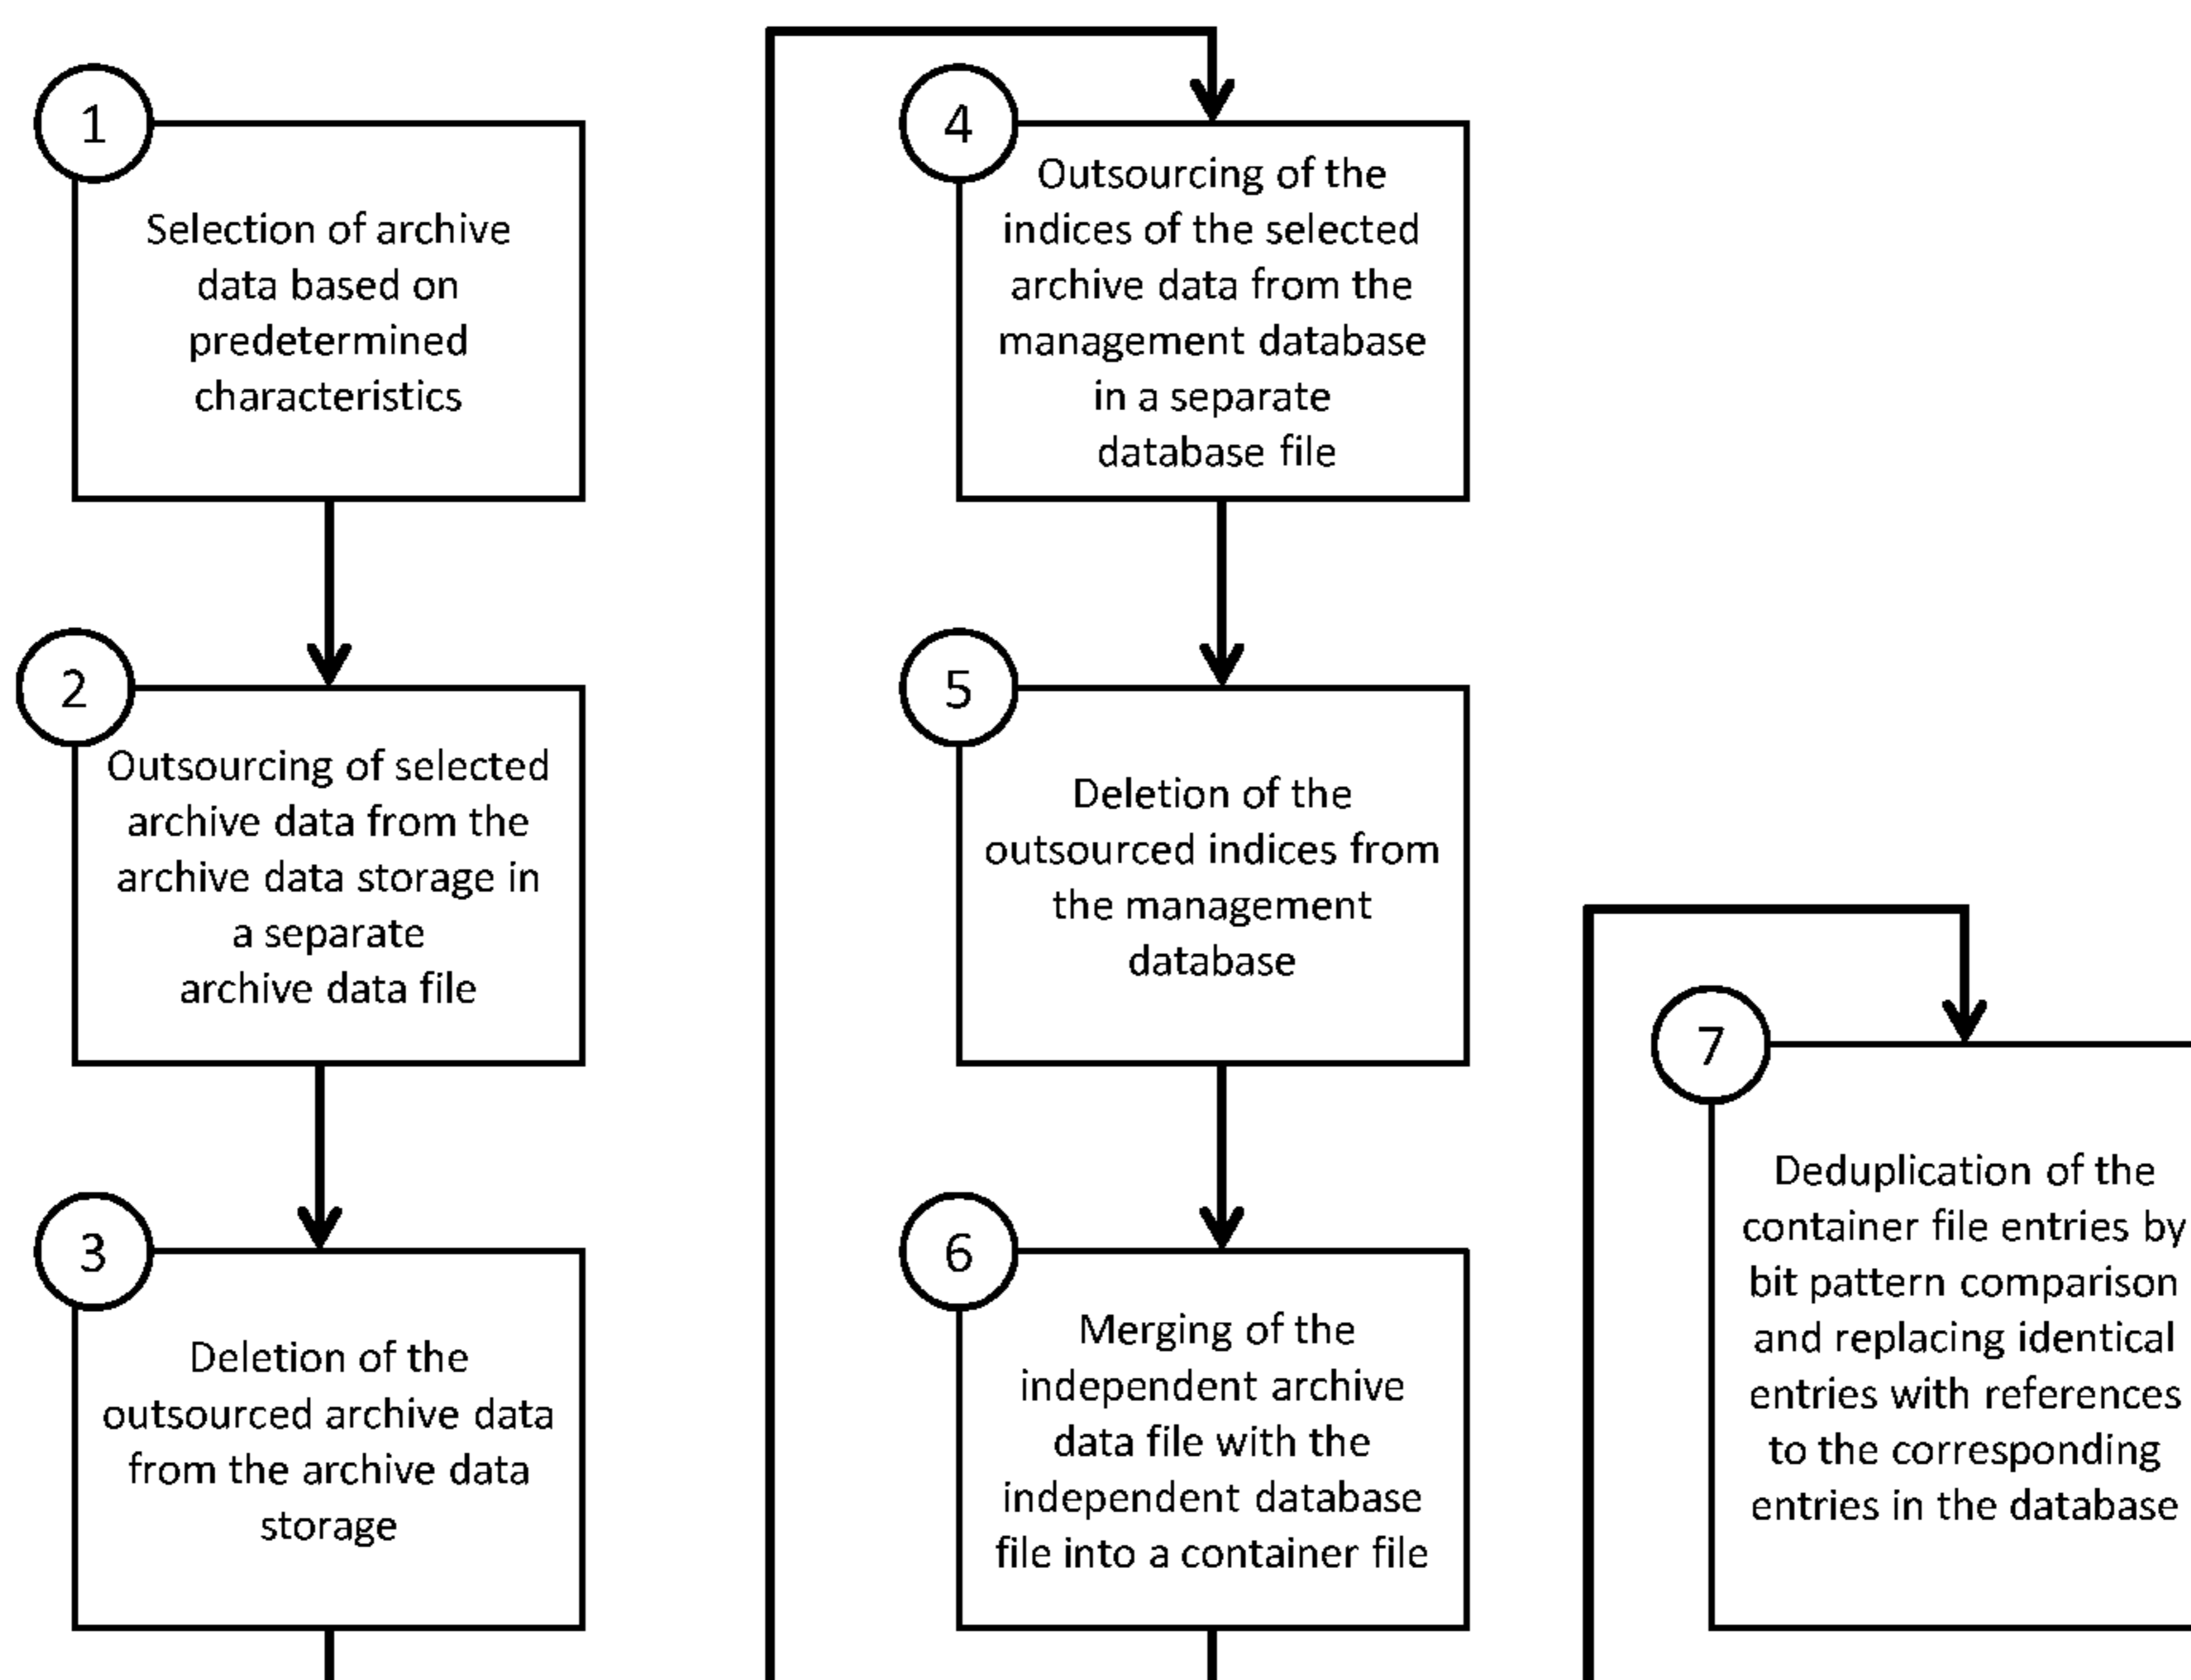 1
Selection of archive
data based on
predetermined
characteristics
2
Outsourcing of selected
archive data from the
archive data storage in
a separate
archive data file
3
Deletion of the
outsourced archive data
from the archive data
storage
4
Outsourcing of the
indices of the selected
archive data from the
management database
in a separate
database file
5
Deletion of the
outsourced indices from
the management
database
6
Merging of the
independent archive
data file with the
independent database
file into a container file
7
Deduplication of the
container file entries by
bit pattern comparison
and replacing identical
entries with references
to the corresponding
entries in the database